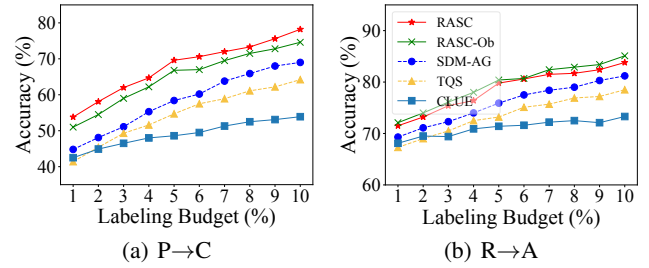 80
70
60
50
40
Accuracy (%)
1 2 3 4 5 6 7 8 9 10
Labeling Budget (%)
(a) P→C
90
80
70
60
Accuracy (%)
RASC
RASC-Ob
SDM-AG
TQS
CLUE
1 2 3 4 5 6 7 8 9 10
Labeling Budget (%)
(b) R→A